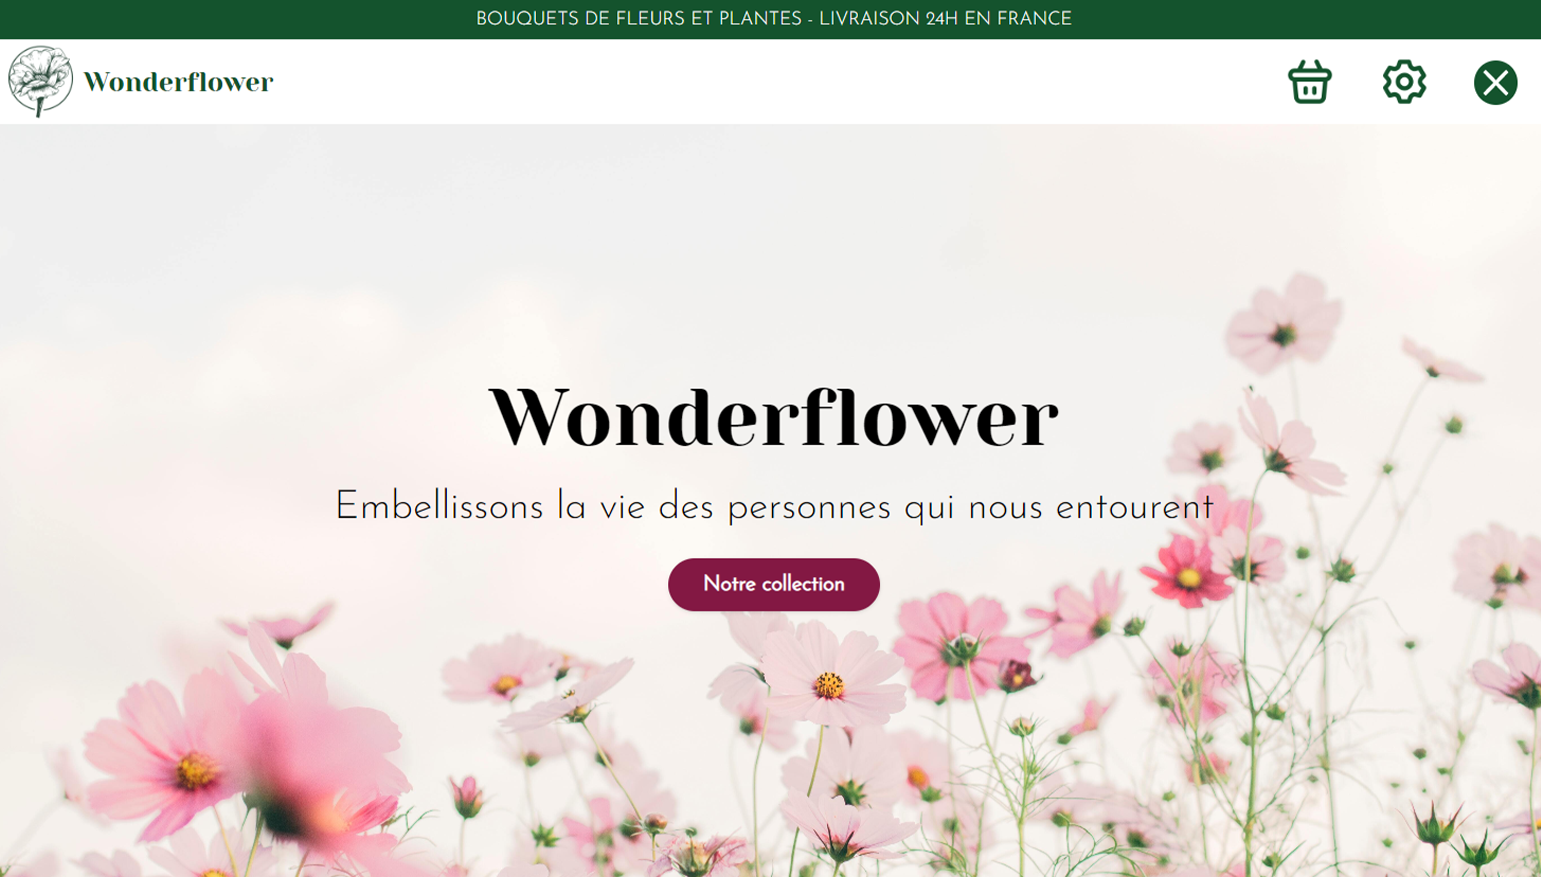 BOUQUETS DE FLEURS ET PLANTES - LIVRAISON 24H EN FRANCE
Wonderflower
Wonderflower
Embellissons la vie des personnes qui nous entourent
Notre collection